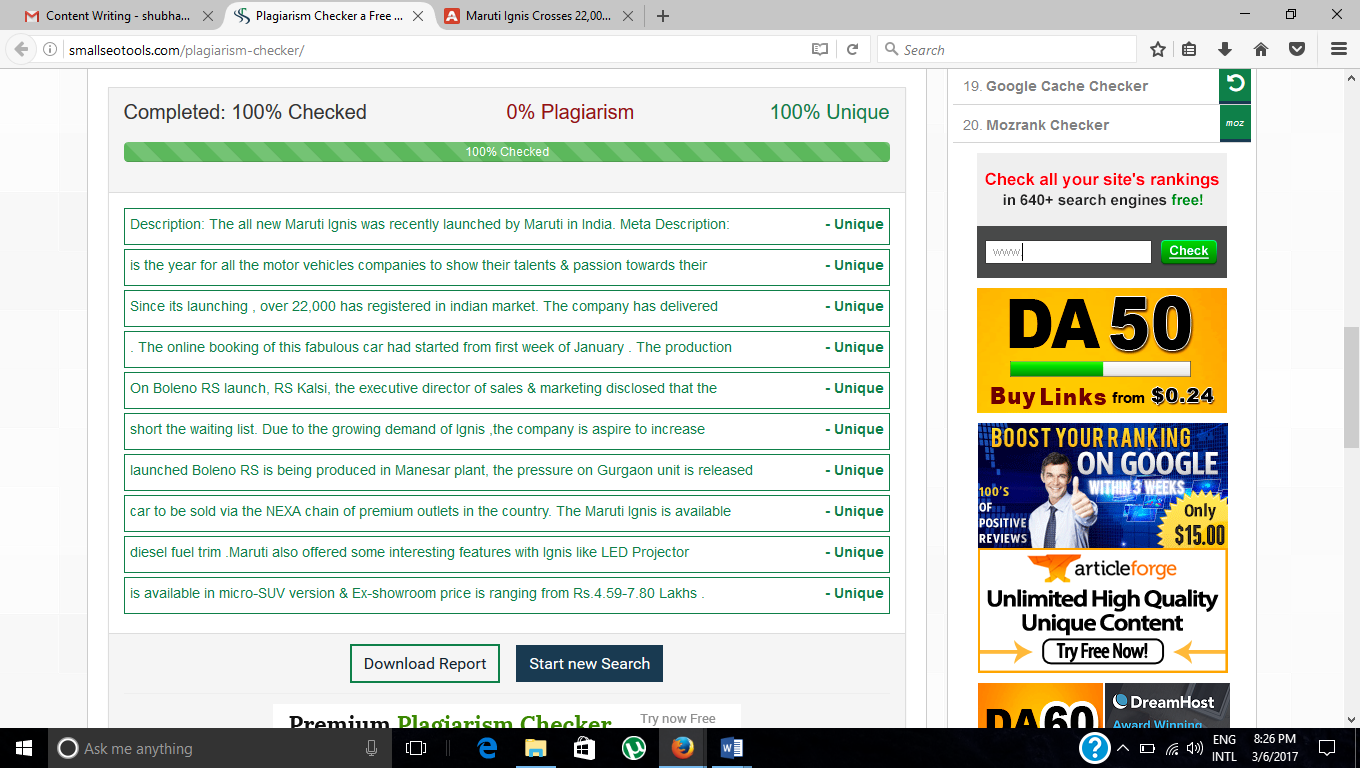 Content Writing - shubha...
Plagiarism Checker a Free ...
Maruti Ignis Crosses 22,00...
smallseotools.com/plagiarism-checker/
Search
Completed: 100% Checked
0% Plagiarism
100% Unique
100% Checked
Description: The all new Maruti Ignis was recently launched by Maruti in India. Meta Description: - Unique
is the year for all the motor vehicles companies to show their talents & passion towards their - Unique
Since its launching , over 22,000 has registered in indian market. The company has delivered - Unique
. The online booking of this fabulous car had started from first week of January . The production - Unique
On Boleno RS launch, RS Kalsi, the executive director of sales & marketing disclosed that the - Unique
short the waiting list. Due to the growing demand of Ignis ,the company is aspire to increase - Unique
launched Boleno RS is being produced in Manesar plant, the pressure on Gurgaon unit is released - Unique
car to be sold via the NEXA chain of premium outlets in the country. The Maruti Ignis is available - Unique
diesel fuel trim .Maruti also offered some interesting features with Ignis like LED Projector - Unique
is available in micro-SUV version & Ex-showroom price is ranging from Rs.4.59-7.80 Lakhs . - Unique
Download Report
Start new Search
Premium Plagiarism Checker
Try now Free
19. Google Cache Checker
20. Mozrank Checker
moz
Check all your site's rankings
in 640+ search engines free!
www.
Check
DA 50
Buy Links from $0.24
BOOST YOUR RANKING
ON GOOGLE
WITHIN 3 WEEKS
100'S
OF
POSITIVE
REVIEWS
Only
$15.00
articleforge
Unlimited High Quality
Unique Content
Try Free Now!
DA 60
DreamHost
Award Winning
Ask me anything
ENG
INTL
8:26 PM
3/6/2017